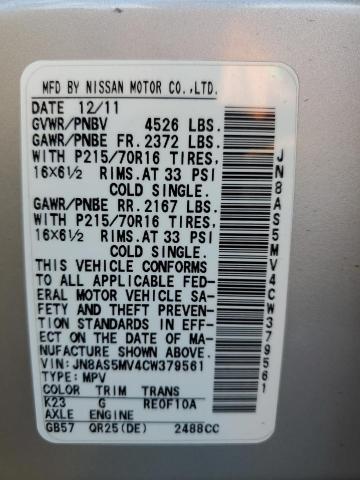 MFD BY NISSAN MOTOR CO.,LTD.
DATE 12/11
GVWR/PNBV 4526 LBS.
GAWR/PNBE FR. 2372 LBS.
WITH P215/70R16 TIRES,
16X6½ RIMS.AT 33 PSI
COLD SINGLE.
GAWR/PNBE RR. 2167 LBS.
WITH P215/70R16 TIRES,
16X6½ RIMS.AT 33 PSI
COLD SINGLE.
THIS VEHICLE CONFORMS
TO ALL APPLICABLE FED-
ERAL MOTOR VEHICLE SA-
FETY AND THEFT PREVEN-
TION STANDARDS IN EFF-
ECT ON THE DATE OF MA-
NUFACTURE SHOWN ABOVE.
VIN: JN8AS5MV4CW379561
TYPE: MPV
COLOR TRIM TRANS
K23 G RE0F10A
AXLE ENGINE
GB57 QR25(DE) 2488CC
JN8AS5MV4CW379561